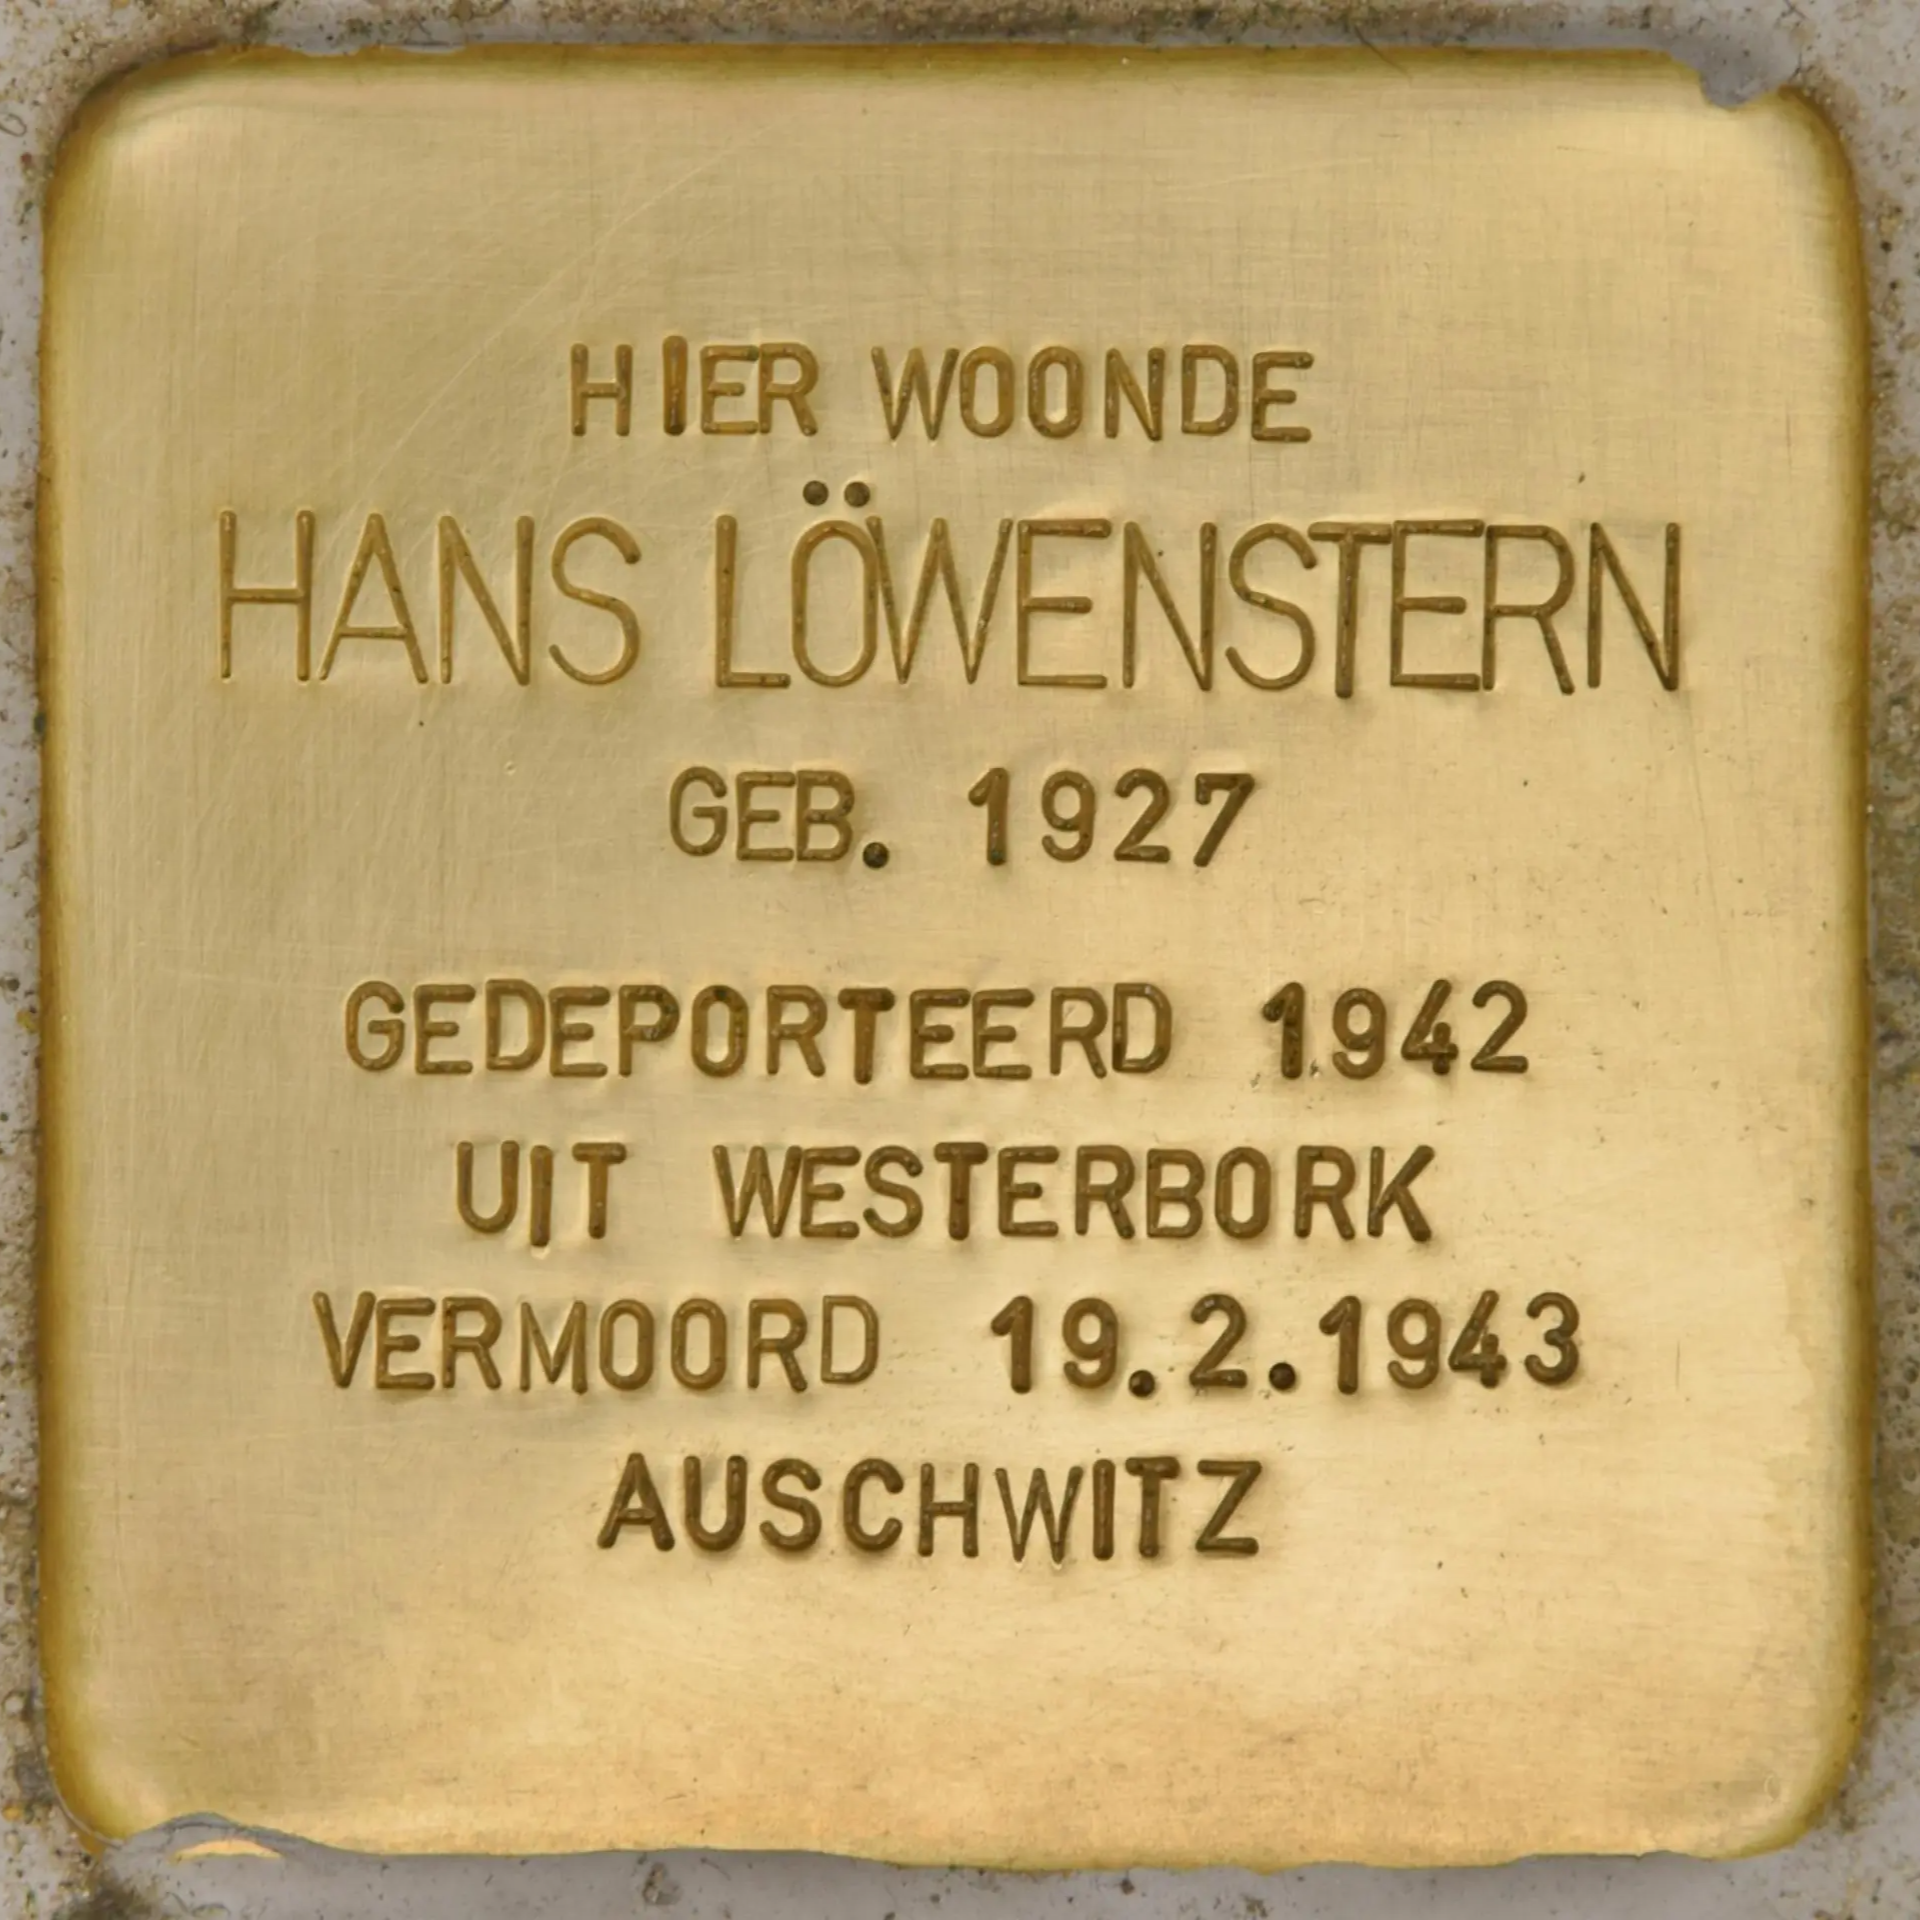 HIER WOONDE
HANS LÖWENSTERN
GEB. 1927
GEDEPORTEERD 1942
UIT WESTERBORK
VERMOORD 19.2.1943
AUSCHWITZ